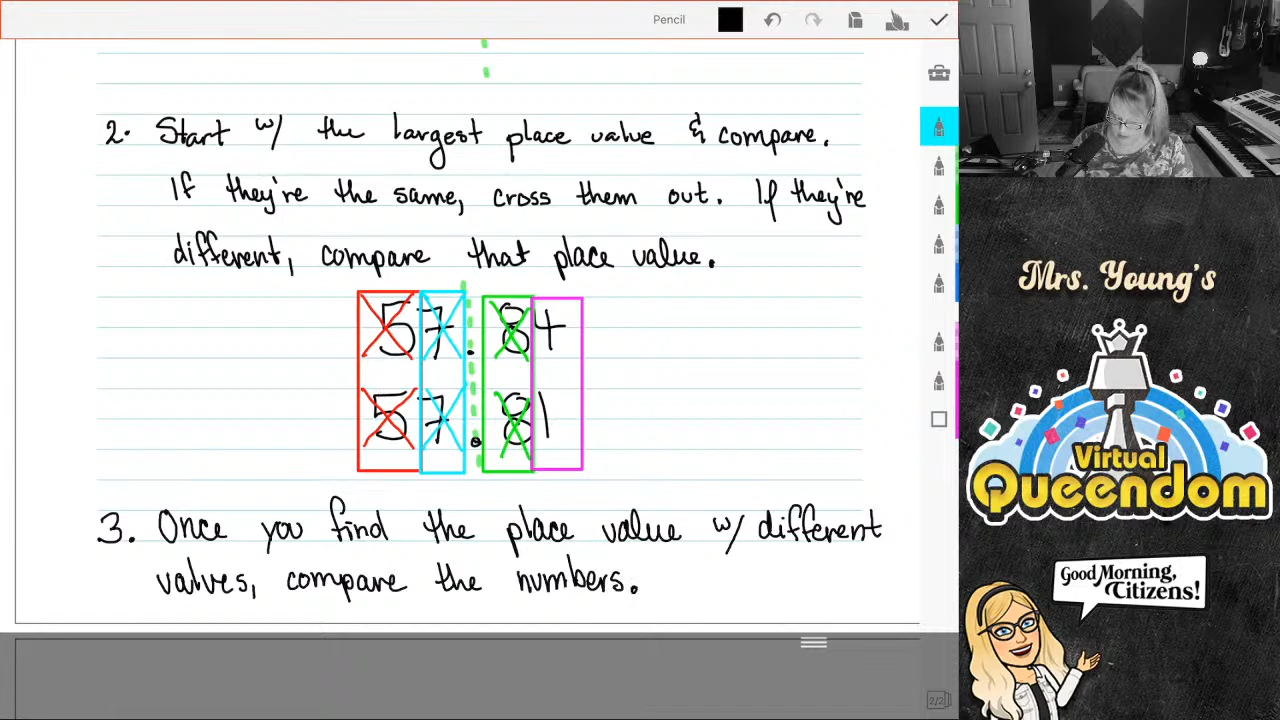 Pencil
2. Start w/ the largest place value & compare.
If they're the same, cross them out. If they're
different, compare that place value.
57.84
57.81
3. Once you find the place value w/ different
values, compare the numbers.
2/2
Mrs. Young's
Virtual
Queendom
Good Morning,
Citizens!